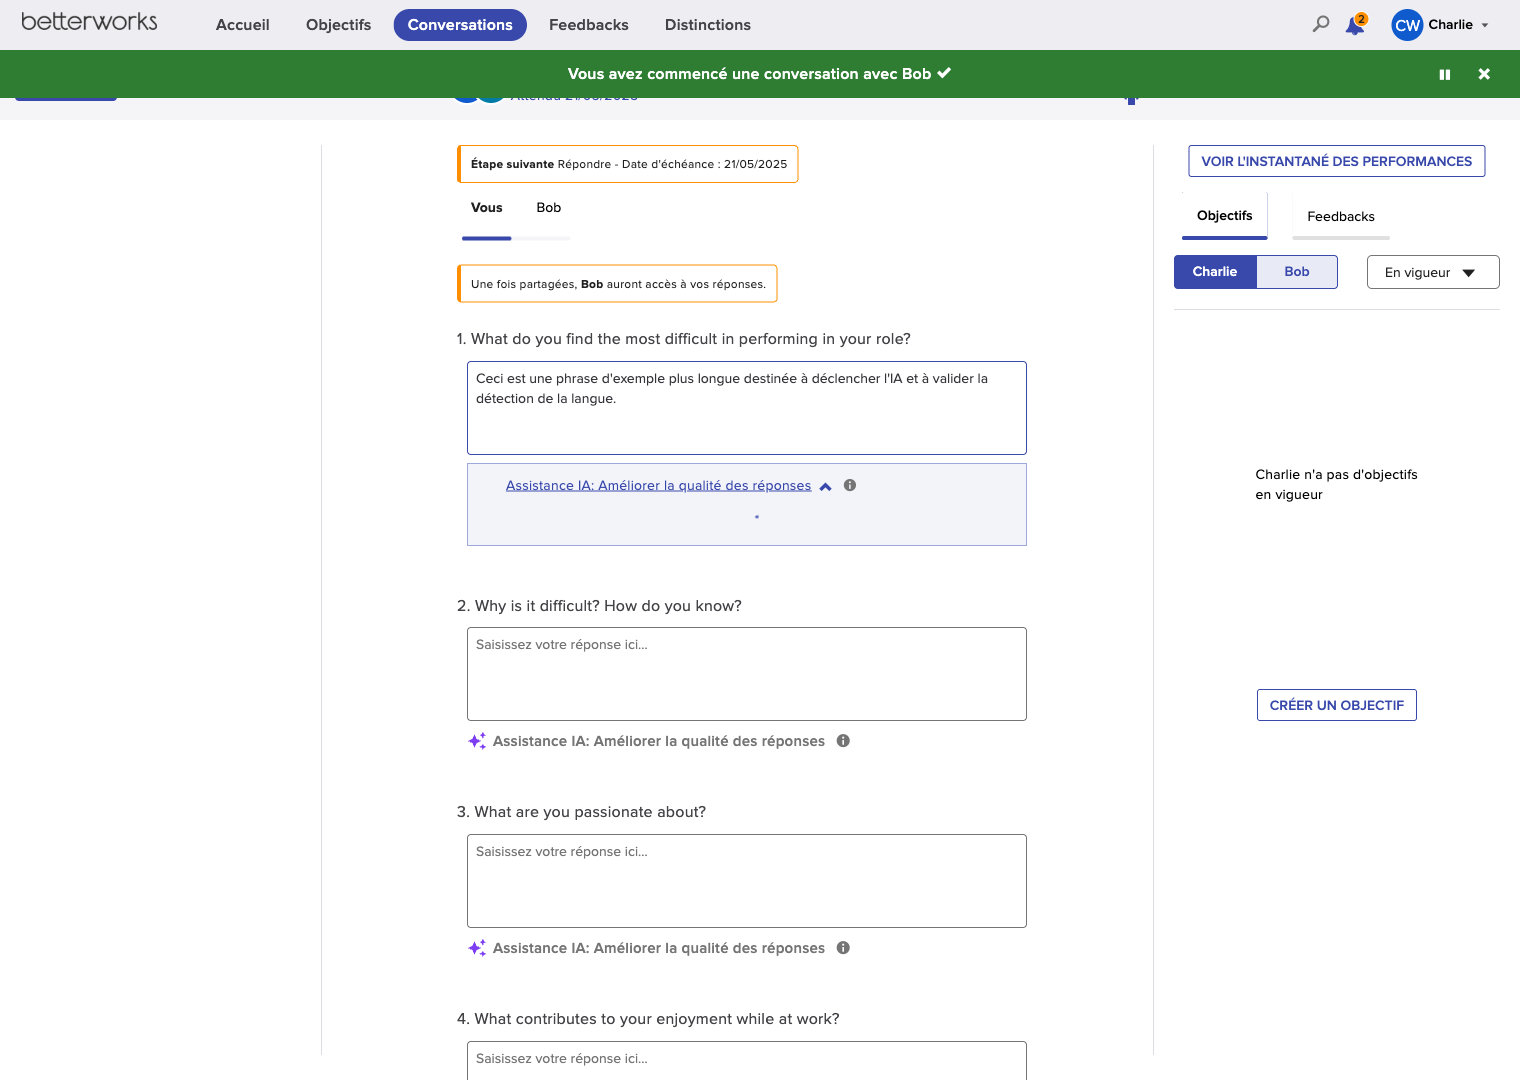 betterworks
Accueil
Objectifs
Conversations
Feedbacks
Distinctions
2
CW
Charlie
Vous avez commencé une conversation avec Bob
Attendu 21/05/2025
Étape suivante Répondre - Date d'échéance : 21/05/2025
Vous
Bob
Une fois partagées, Bob auront accès à vos réponses.
1. What do you find the most difficult in performing in your role?
Ceci est une phrase d'exemple plus longue destinée à déclencher l'IA et à valider la
détection de la langue.
Assistance IA: Améliorer la qualité des réponses
2. Why is it difficult? How do you know?
Saisissez votre réponse ici...
Assistance IA: Améliorer la qualité des réponses
3. What are you passionate about?
Saisissez votre réponse ici...
Assistance IA: Améliorer la qualité des réponses
4. What contributes to your enjoyment while at work?
Saisissez votre réponse ici...
VOIR L'INSTANTANÉ DES PERFORMANCES
Objectifs
Feedbacks
Charlie
Bob
En vigueur
Charlie n'a pas d'objectifs
en vigueur
CRÉER UN OBJECTIF